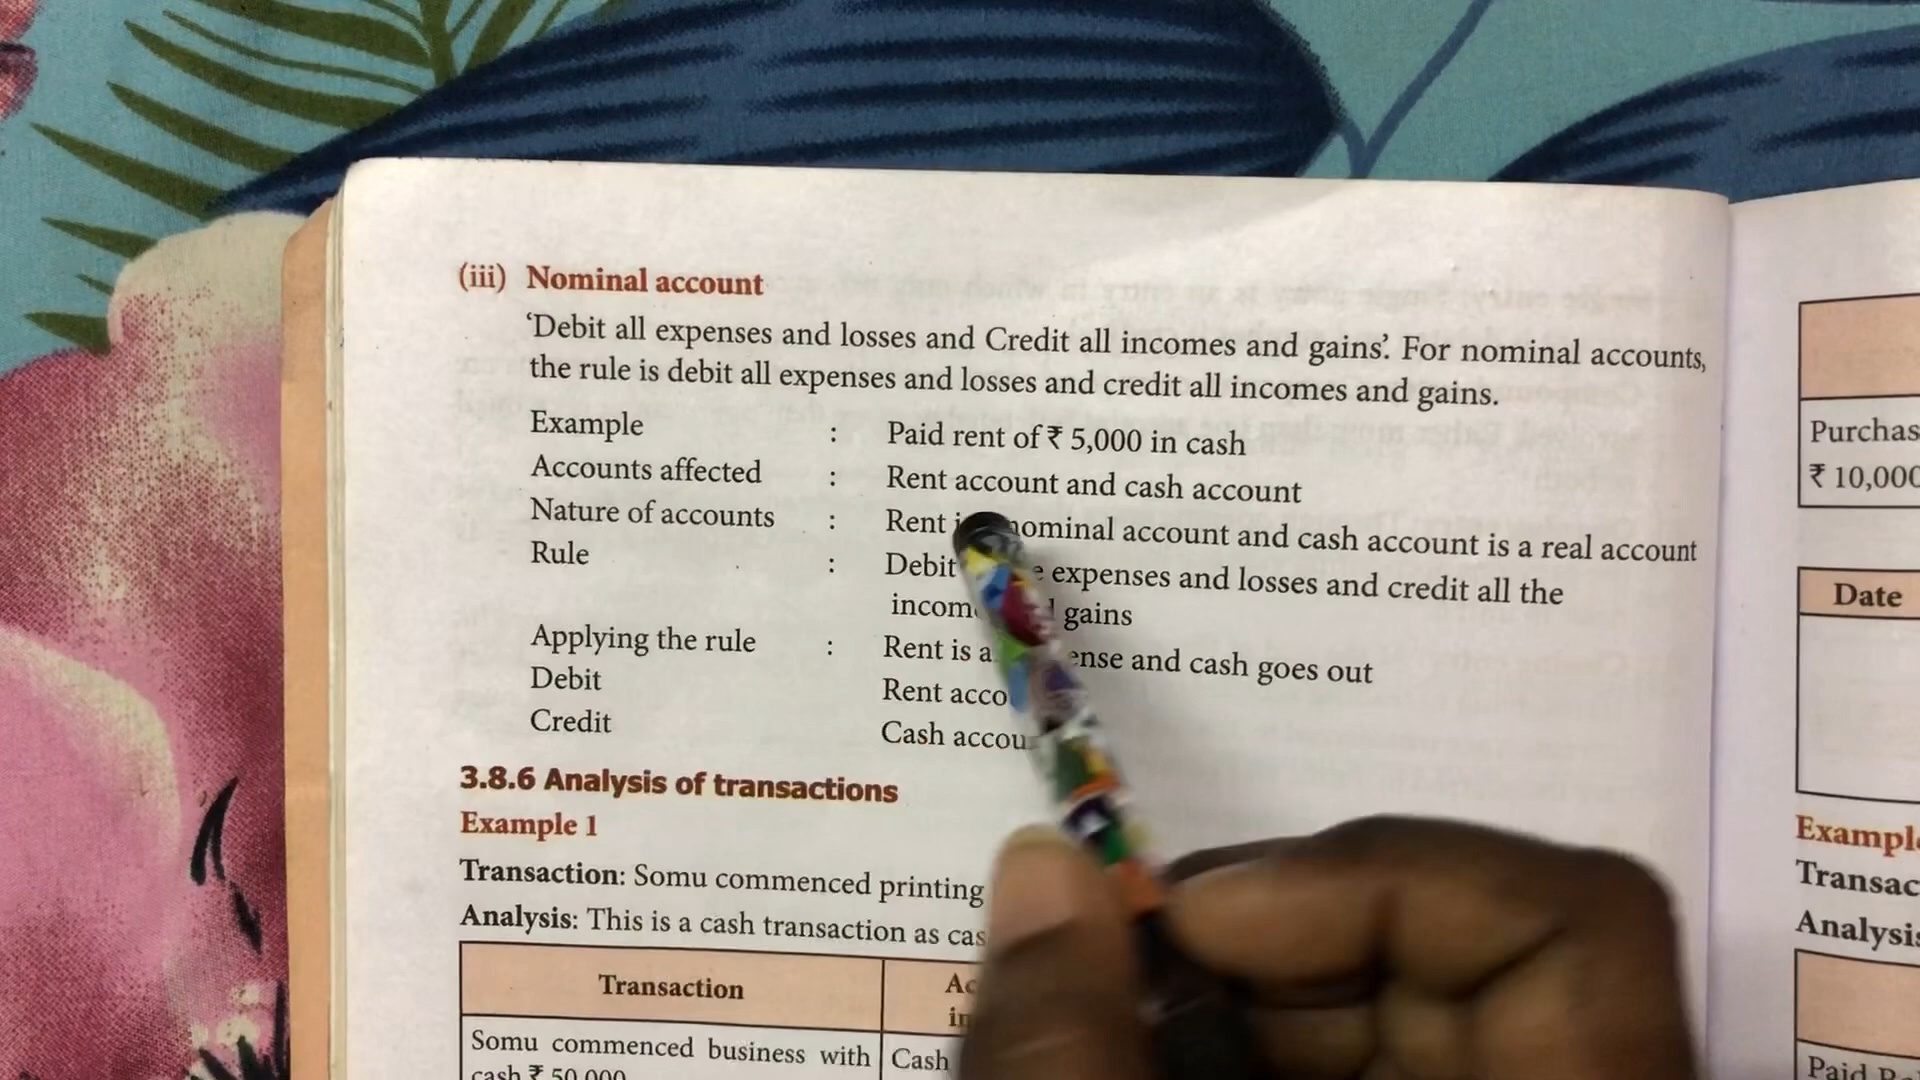 (iii) Nominal account
‘Debit all expenses and losses and Credit all incomes and gains’. For nominal accounts,
the rule is debit all expenses and losses and credit all incomes and gains.
Example : Paid rent of ₹ 5,000 in cash
Accounts affected : Rent account and cash account
Nature of accounts : Rent nominal account and cash account is a real account
Rule : Debit expenses and losses and credit all the
gains
Applying the rule : Rent is and cash goes out
Debit Rent
Credit Cash
3.8.6 Analysis of transactions
Example 1
Transaction: Somu commenced printing
Analysis: This is a cash transaction as
Transaction
Somu commenced business with
cash ₹ 50,000
Cash
₹ 10,000
Date